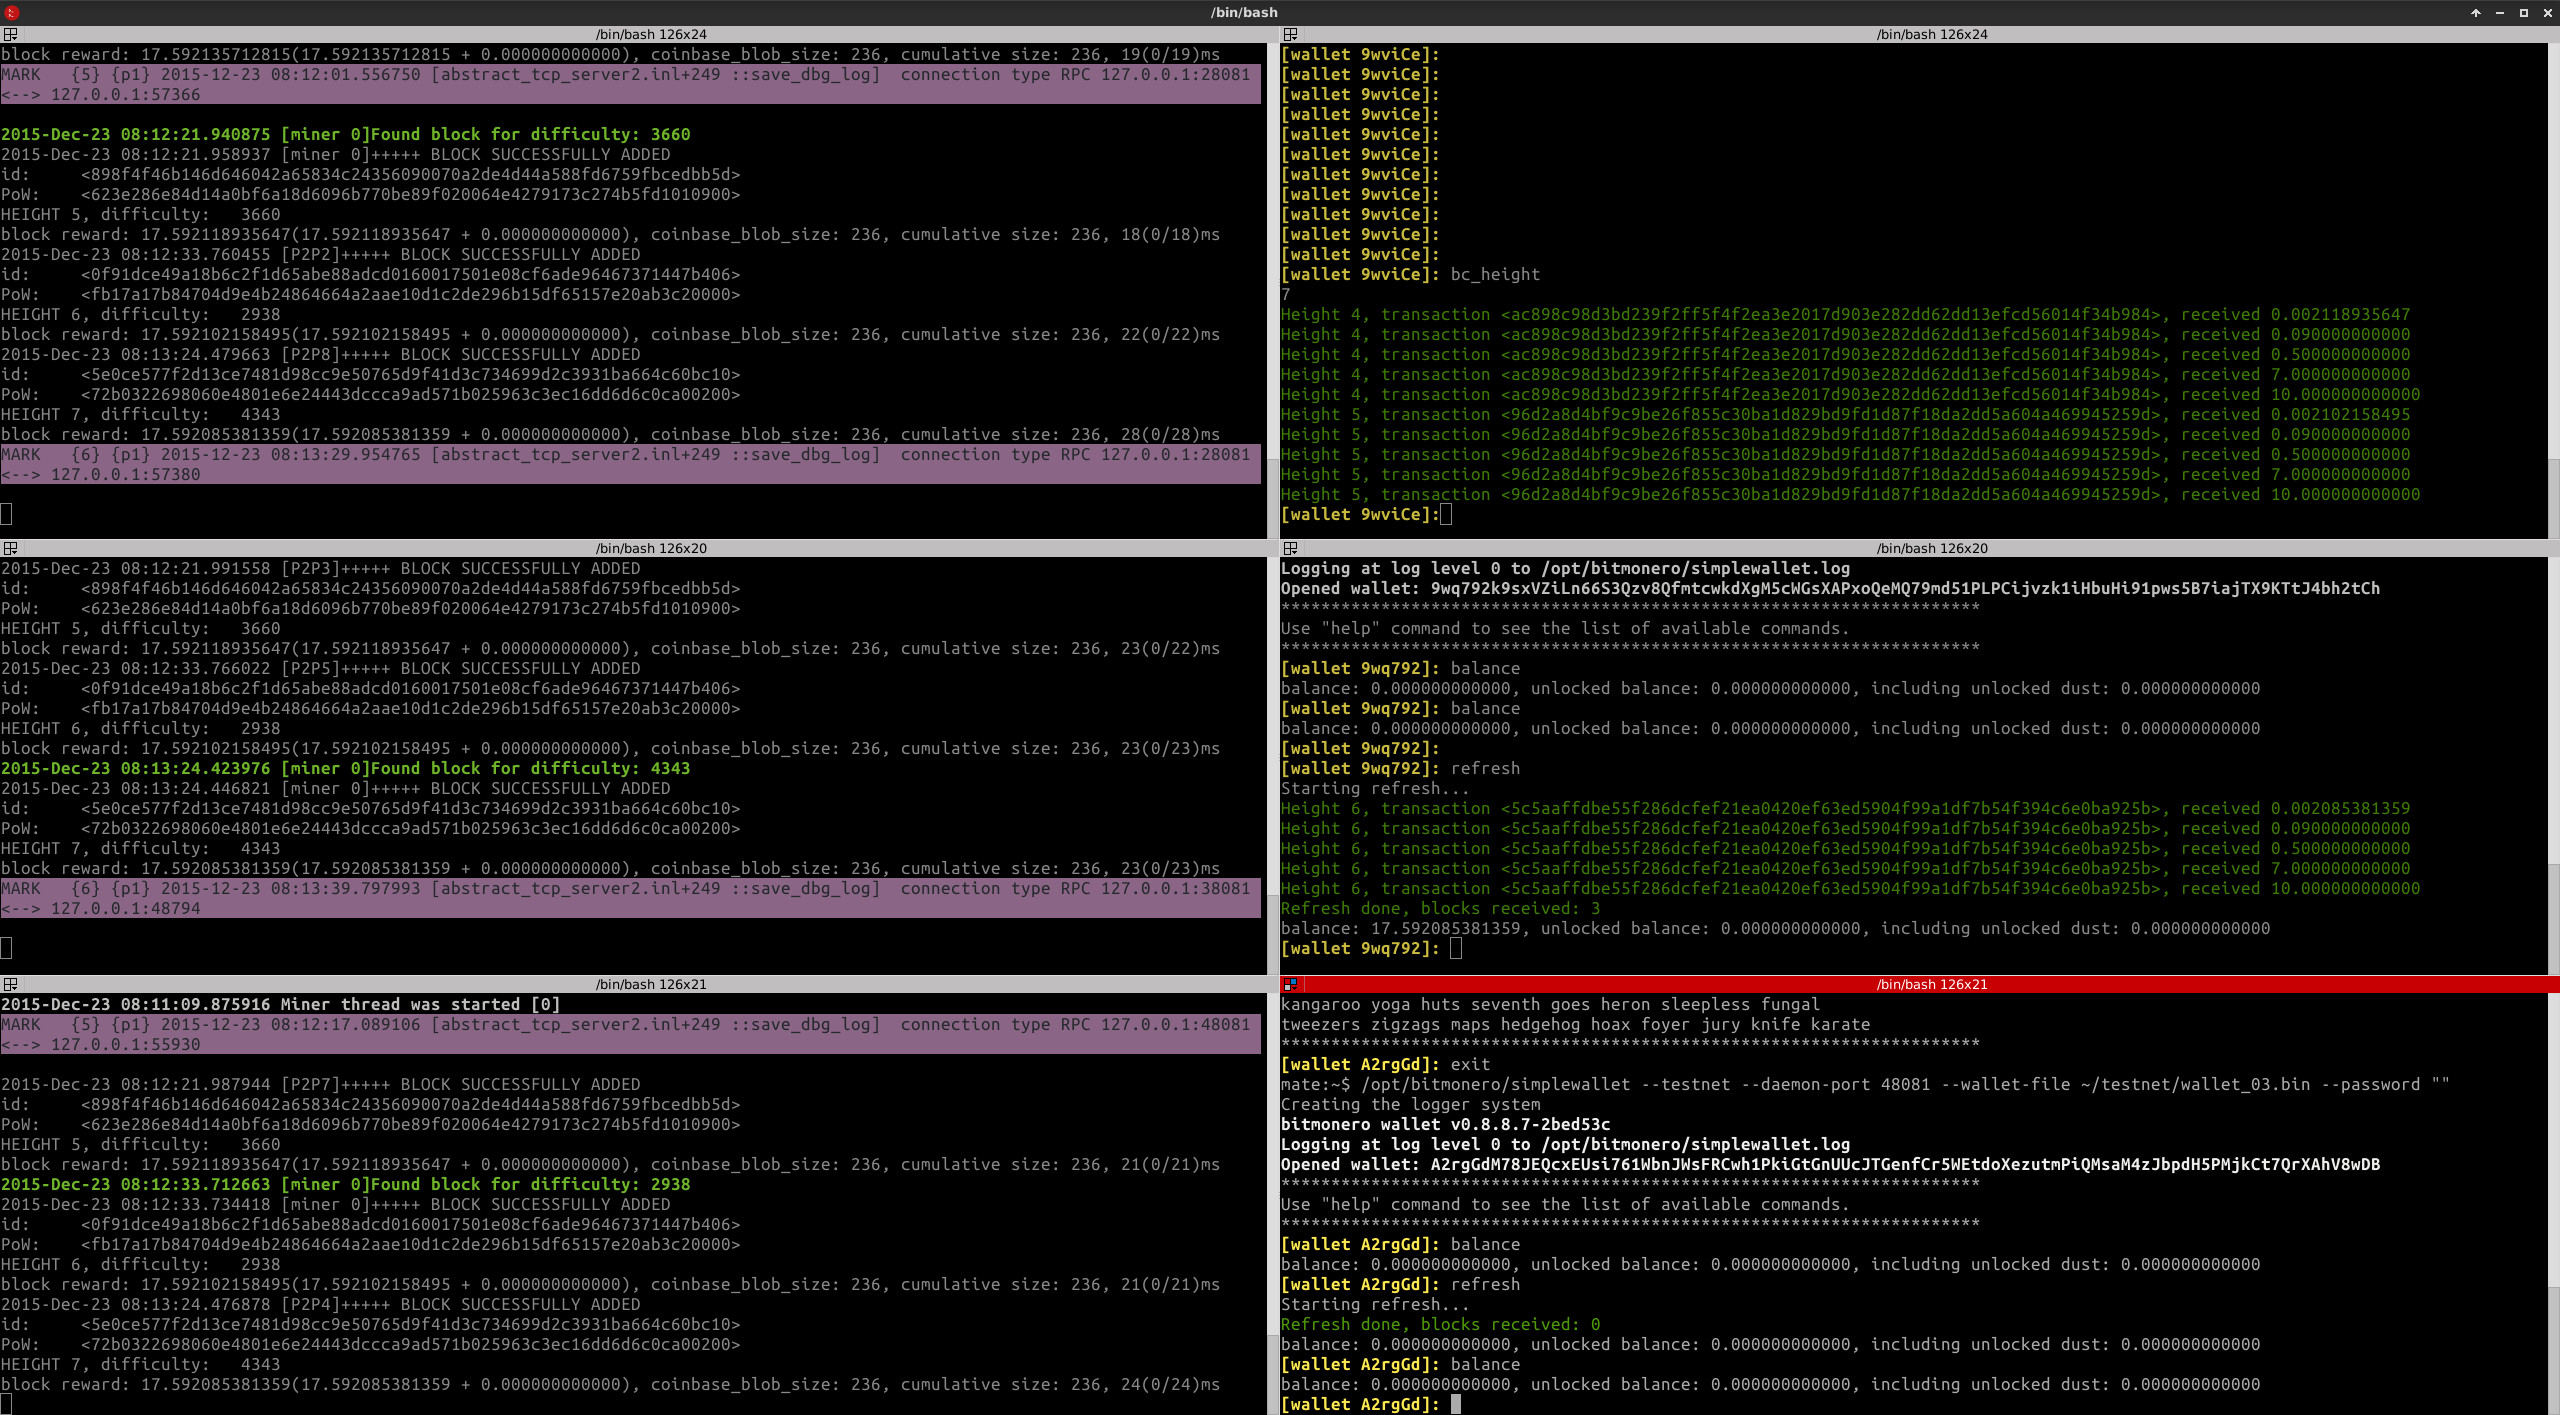 /bin/bash
/bin/bash 126x24
block reward: 17.592135712815(17.592135712815 + 0.000000000000), coinbase_blob_size: 236, cumulative size: 236, 19(0/19)ms
MARK   {5} {p1} 2015-12-23 08:12:01.556750 [abstract_tcp_server2.inl+249 ::save_dbg_log]  connection type RPC 127.0.0.1:28081
<--> 127.0.0.1:57366
2015-Dec-23 08:12:21.940875 [miner 0]Found block for difficulty: 3660
2015-Dec-23 08:12:21.958937 [miner 0]+++++ BLOCK SUCCESSFULLY ADDED
id:    <898f4f46b146d646042a65834c24356090070a2de4d44a588fd6759fbcedbb5d>
PoW:    <623e286e84d14a0bf6a18d6096b770be89f020064e4279173c274b5fd1010900>
HEIGHT 5, difficulty:   3660
block reward: 17.592118935647(17.592118935647 + 0.000000000000), coinbase_blob_size: 236, cumulative size: 236, 18(0/18)ms
2015-Dec-23 08:12:33.760455 [P2P2]+++++ BLOCK SUCCESSFULLY ADDED
id:    <0f91dce49a18b6c2f1d65abe88adcd0160017501e08cf6ade96467371447b406>
PoW:    <fb17a17b84704d9e4b24864664a2aae10d1c2de296b15df65157e20ab3c20000>
HEIGHT 6, difficulty:   2938
block reward: 17.592102158495(17.592102158495 + 0.000000000000), coinbase_blob_size: 236, cumulative size: 236, 22(0/22)ms
2015-Dec-23 08:13:24.479663 [P2P8]+++++ BLOCK SUCCESSFULLY ADDED
id:    <5e0ce577f2d13ce7481d98cc9e50765d9f41d3c734699d2c3931ba664c60bc10>
PoW:    <72b0322698060e4801e6e24443dccca9ad571b025963c3ec16dd6d6c0ca00200>
HEIGHT 7, difficulty:   4343
block reward: 17.592085381359(17.592085381359 + 0.000000000000), coinbase_blob_size: 236, cumulative size: 236, 28(0/28)ms
MARK   {6} {p1} 2015-12-23 08:13:29.954765 [abstract_tcp_server2.inl+249 ::save_dbg_log]  connection type RPC 127.0.0.1:28081
<--> 127.0.0.1:57380
/bin/bash 126x24
[wallet 9wviCe]:
[wallet 9wviCe]:
[wallet 9wviCe]:
[wallet 9wviCe]:
[wallet 9wviCe]:
[wallet 9wviCe]:
[wallet 9wviCe]:
[wallet 9wviCe]:
[wallet 9wviCe]:
[wallet 9wviCe]:
[wallet 9wviCe]:
[wallet 9wviCe]: bc_height
7
Height 4, transaction <ac898c98d3bd239f2ff5f4f2ea3e2017d903e282dd62dd13efcd56014f34b984>, received 0.002118935647
Height 4, transaction <ac898c98d3bd239f2ff5f4f2ea3e2017d903e282dd62dd13efcd56014f34b984>, received 0.090000000000
Height 4, transaction <ac898c98d3bd239f2ff5f4f2ea3e2017d903e282dd62dd13efcd56014f34b984>, received 0.500000000000
Height 4, transaction <ac898c98d3bd239f2ff5f4f2ea3e2017d903e282dd62dd13efcd56014f34b984>, received 7.000000000000
Height 4, transaction <ac898c98d3bd239f2ff5f4f2ea3e2017d903e282dd62dd13efcd56014f34b984>, received 10.000000000000
Height 5, transaction <96d2a8d4bf9c9be26f855c30ba1d829bd9fd1d87f18da2dd5a604a469945259d>, received 0.002102158495
Height 5, transaction <96d2a8d4bf9c9be26f855c30ba1d829bd9fd1d87f18da2dd5a604a469945259d>, received 0.090000000000
Height 5, transaction <96d2a8d4bf9c9be26f855c30ba1d829bd9fd1d87f18da2dd5a604a469945259d>, received 0.500000000000
Height 5, transaction <96d2a8d4bf9c9be26f855c30ba1d829bd9fd1d87f18da2dd5a604a469945259d>, received 7.000000000000
Height 5, transaction <96d2a8d4bf9c9be26f855c30ba1d829bd9fd1d87f18da2dd5a604a469945259d>, received 10.000000000000
[wallet 9wviCe]:
/bin/bash 126x20
2015-Dec-23 08:12:21.991558 [P2P3]+++++ BLOCK SUCCESSFULLY ADDED
id:    <898f4f46b146d646042a65834c24356090070a2de4d44a588fd6759fbcedbb5d>
PoW:    <623e286e84d14a0bf6a18d6096b770be89f020064e4279173c274b5fd1010900>
HEIGHT 5, difficulty:   3660
block reward: 17.592118935647(17.592118935647 + 0.000000000000), coinbase_blob_size: 236, cumulative size: 236, 23(0/22)ms
2015-Dec-23 08:12:33.766022 [P2P5]+++++ BLOCK SUCCESSFULLY ADDED
id:    <0f91dce49a18b6c2f1d65abe88adcd0160017501e08cf6ade96467371447b406>
PoW:    <fb17a17b84704d9e4b24864664a2aae10d1c2de296b15df65157e20ab3c20000>
HEIGHT 6, difficulty:   2938
block reward: 17.592102158495(17.592102158495 + 0.000000000000), coinbase_blob_size: 236, cumulative size: 236, 23(0/23)ms
2015-Dec-23 08:13:24.423976 [miner 0]Found block for difficulty: 4343
2015-Dec-23 08:13:24.446821 [miner 0]+++++ BLOCK SUCCESSFULLY ADDED
id:    <5e0ce577f2d13ce7481d98cc9e50765d9f41d3c734699d2c3931ba664c60bc10>
PoW:    <72b0322698060e4801e6e24443dccca9ad571b025963c3ec16dd6d6c0ca00200>
HEIGHT 7, difficulty:   4343
block reward: 17.592085381359(17.592085381359 + 0.000000000000), coinbase_blob_size: 236, cumulative size: 236, 23(0/23)ms
MARK   {6} {p1} 2015-12-23 08:13:39.797993 [abstract_tcp_server2.inl+249 ::save_dbg_log]  connection type RPC 127.0.0.1:38081
<--> 127.0.0.1:48794
/bin/bash 126x20
Logging at log level 0 to /opt/bitmonero/simplewallet.log
Opened wallet: 9wq792k9sxVZiLn66S3Qzv8QfmtcwkdXgM5cWGsXAPxoQeMQ79md51PLPCijvzk1iHbuHi91pws5B7iajTX9KTtJ4bh2tCh
**********************************************************************
Use "help" command to see the list of available commands.
**********************************************************************
[wallet 9wq792]: balance
balance: 0.000000000000, unlocked balance: 0.000000000000, including unlocked dust: 0.000000000000
[wallet 9wq792]: balance
balance: 0.000000000000, unlocked balance: 0.000000000000, including unlocked dust: 0.000000000000
[wallet 9wq792]:
[wallet 9wq792]: refresh
Starting refresh...
Height 6, transaction <5c5aaffdbe55f286dcfef21ea0420ef63ed5904f99a1df7b54f394c6e0ba925b>, received 0.002085381359
Height 6, transaction <5c5aaffdbe55f286dcfef21ea0420ef63ed5904f99a1df7b54f394c6e0ba925b>, received 0.090000000000
Height 6, transaction <5c5aaffdbe55f286dcfef21ea0420ef63ed5904f99a1df7b54f394c6e0ba925b>, received 0.500000000000
Height 6, transaction <5c5aaffdbe55f286dcfef21ea0420ef63ed5904f99a1df7b54f394c6e0ba925b>, received 7.000000000000
Height 6, transaction <5c5aaffdbe55f286dcfef21ea0420ef63ed5904f99a1df7b54f394c6e0ba925b>, received 10.000000000000
Refresh done, blocks received: 3
balance: 17.592085381359, unlocked balance: 0.000000000000, including unlocked dust: 0.000000000000
[wallet 9wq792]:
/bin/bash 126x21
2015-Dec-23 08:11:09.875916 Miner thread was started [0]
MARK   {5} {p1} 2015-12-23 08:12:17.089106 [abstract_tcp_server2.inl+249 ::save_dbg_log]  connection type RPC 127.0.0.1:48081
<--> 127.0.0.1:55930
2015-Dec-23 08:12:21.987944 [P2P7]+++++ BLOCK SUCCESSFULLY ADDED
id:    <898f4f46b146d646042a65834c24356090070a2de4d44a588fd6759fbcedbb5d>
PoW:    <623e286e84d14a0bf6a18d6096b770be89f020064e4279173c274b5fd1010900>
HEIGHT 5, difficulty:   3660
block reward: 17.592118935647(17.592118935647 + 0.000000000000), coinbase_blob_size: 236, cumulative size: 236, 21(0/21)ms
2015-Dec-23 08:12:33.712663 [miner 0]Found block for difficulty: 2938
2015-Dec-23 08:12:33.734418 [miner 0]+++++ BLOCK SUCCESSFULLY ADDED
id:    <0f91dce49a18b6c2f1d65abe88adcd0160017501e08cf6ade96467371447b406>
PoW:    <fb17a17b84704d9e4b24864664a2aae10d1c2de296b15df65157e20ab3c20000>
HEIGHT 6, difficulty:   2938
block reward: 17.592102158495(17.592102158495 + 0.000000000000), coinbase_blob_size: 236, cumulative size: 236, 21(0/21)ms
2015-Dec-23 08:13:24.476878 [P2P4]+++++ BLOCK SUCCESSFULLY ADDED
id:    <5e0ce577f2d13ce7481d98cc9e50765d9f41d3c734699d2c3931ba664c60bc10>
PoW:    <72b0322698060e4801e6e24443dccca9ad571b025963c3ec16dd6d6c0ca00200>
HEIGHT 7, difficulty:   4343
block reward: 17.592085381359(17.592085381359 + 0.000000000000), coinbase_blob_size: 236, cumulative size: 236, 24(0/24)ms
/bin/bash 126x21
kangaroo yoga huts seventh goes heron sleepless fungal
tweezers zigzags maps hedgehog hoax foyer jury knife karate
**********************************************************************
[wallet A2rgGd]: exit
mate:~$ /opt/bitmonero/simplewallet --testnet --daemon-port 48081 --wallet-file ~/testnet/wallet_03.bin --password ""
Creating the logger system
bitmonero wallet v0.8.8.7-2bed53c
Logging at log level 0 to /opt/bitmonero/simplewallet.log
Opened wallet: A2rgGdM78JEQcxEUsi761WbnJWsFRCwh1PkiGtGnUUcJTGenfCr5WEtdoXezutmPiQMsaM4zJbpdH5PMjkCt7QrXAhV8wDB
**********************************************************************
Use "help" command to see the list of available commands.
**********************************************************************
[wallet A2rgGd]: balance
balance: 0.000000000000, unlocked balance: 0.000000000000, including unlocked dust: 0.000000000000
[wallet A2rgGd]: refresh
Starting refresh...
Refresh done, blocks received: 0
balance: 0.000000000000, unlocked balance: 0.000000000000, including unlocked dust: 0.000000000000
[wallet A2rgGd]: balance
balance: 0.000000000000, unlocked balance: 0.000000000000, including unlocked dust: 0.000000000000
[wallet A2rgGd]: